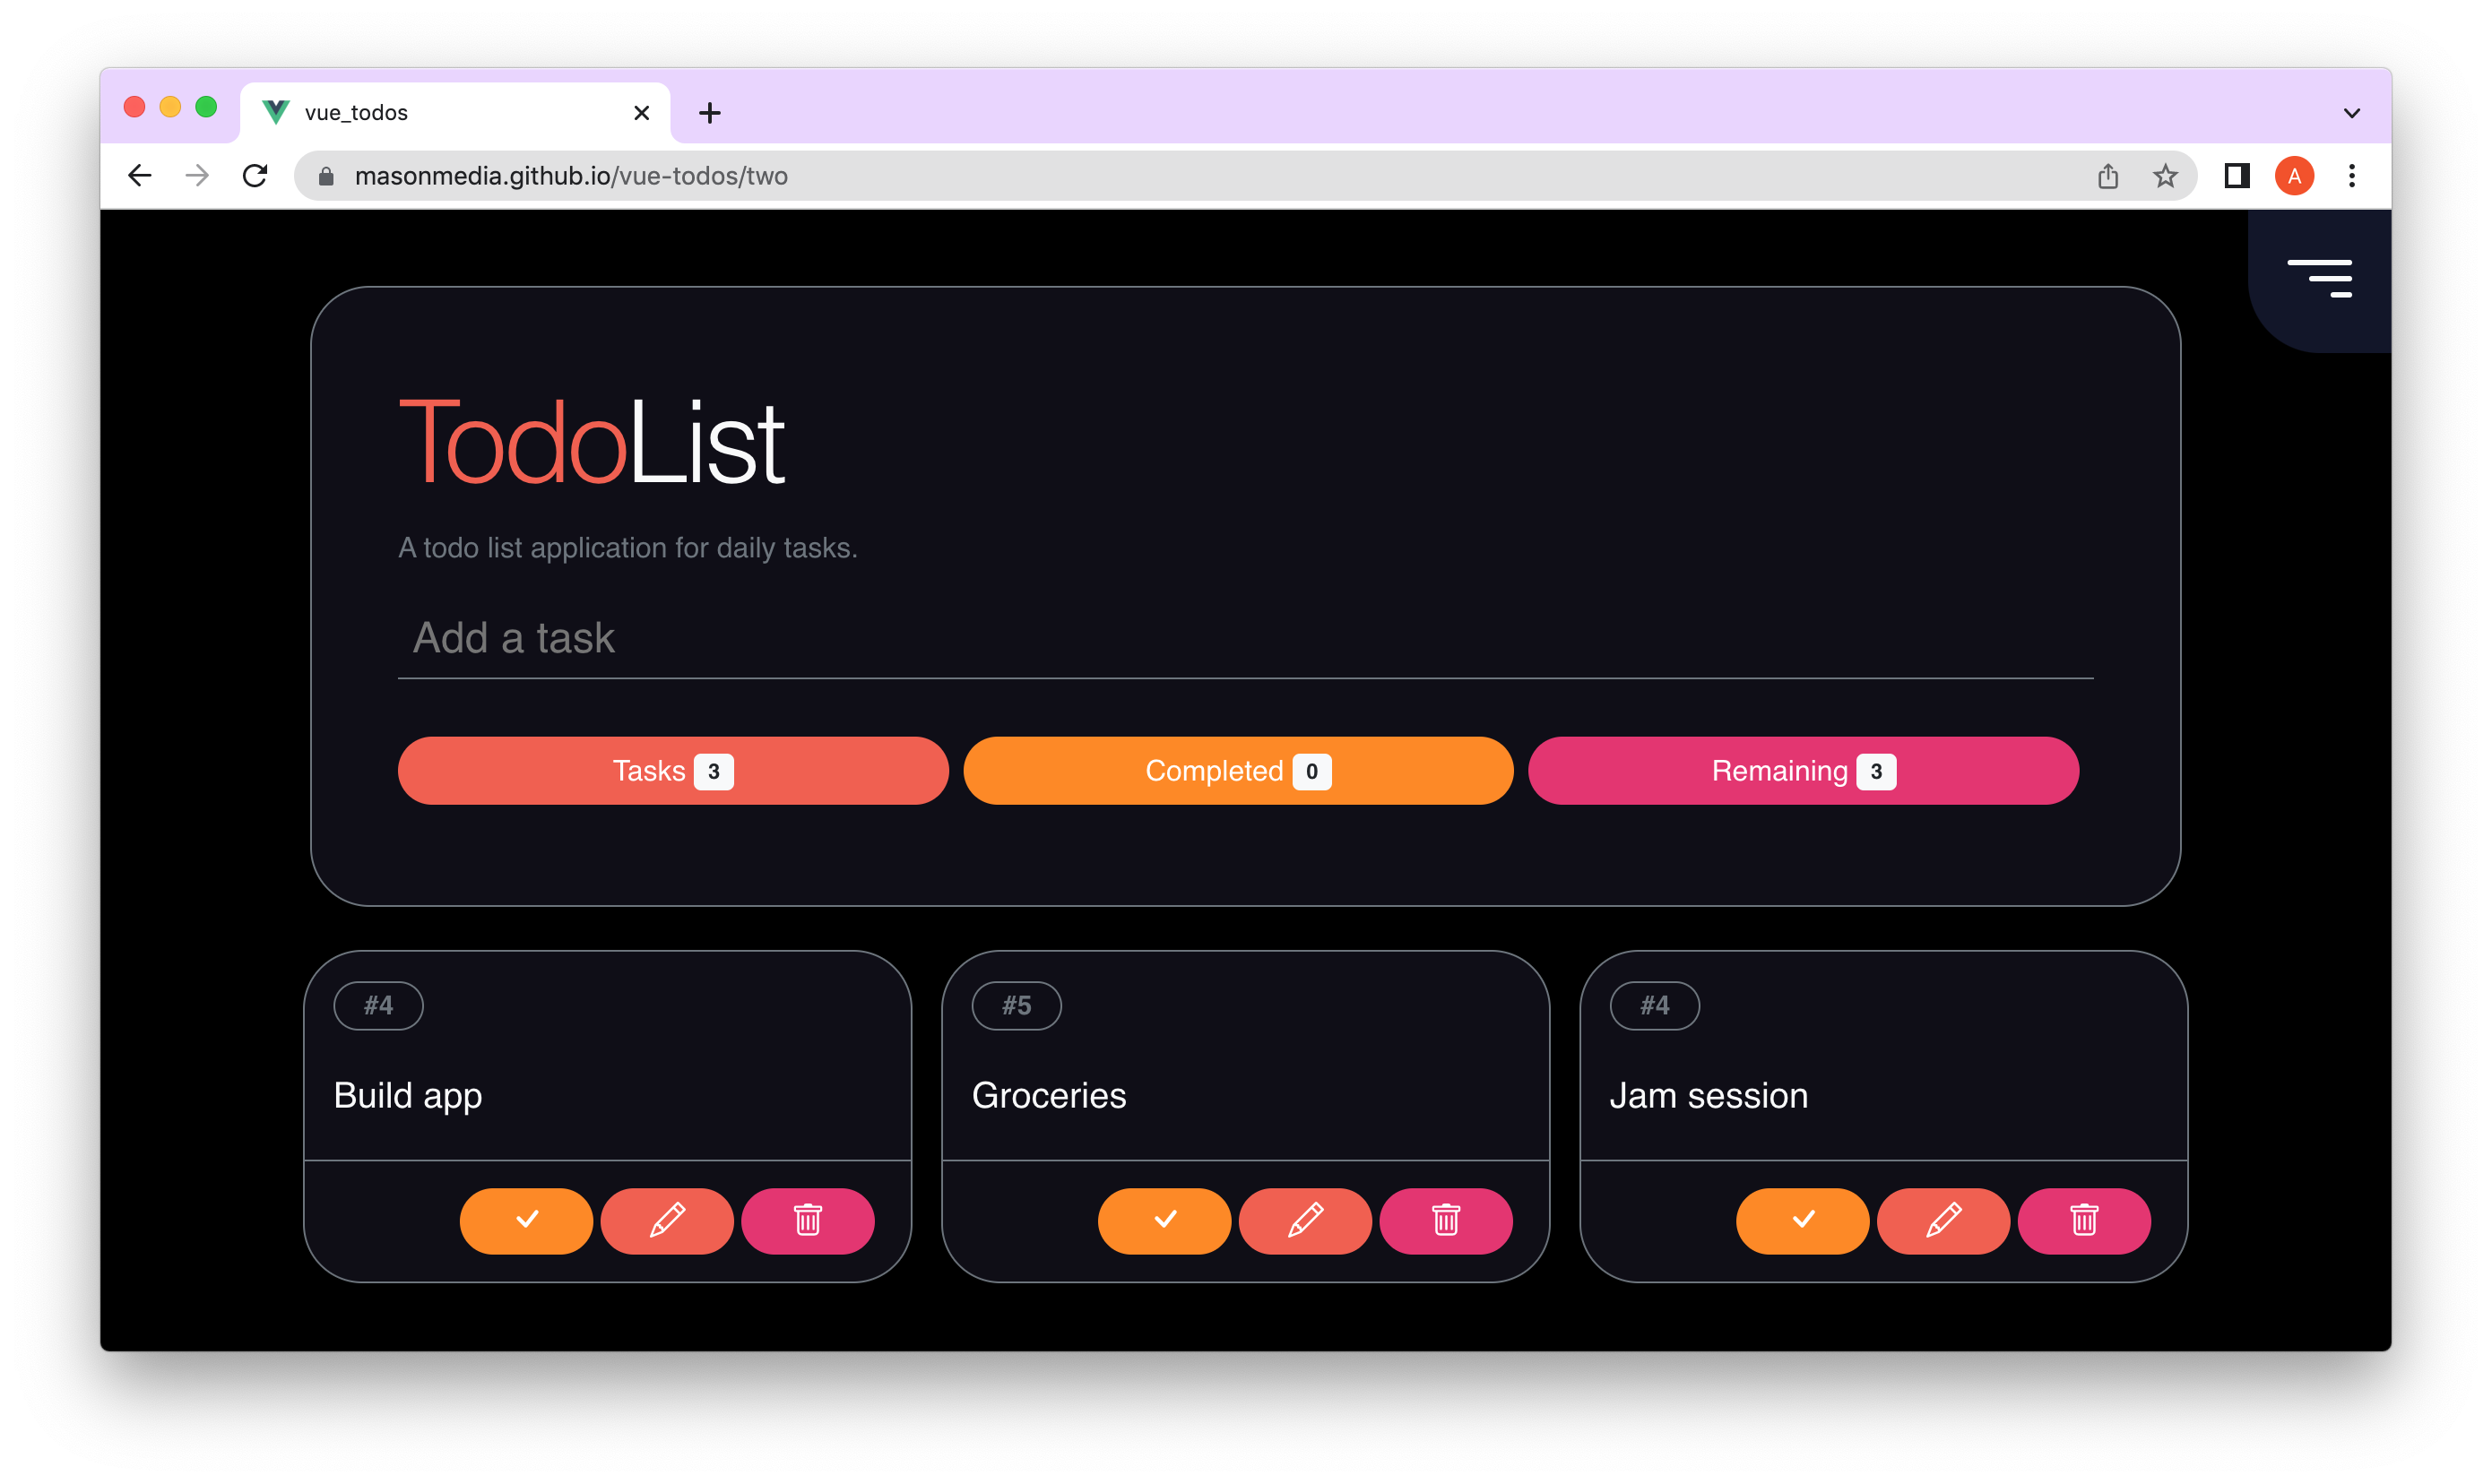 vue_todos
masonmedia.github.io/vue-todos/two
A
TodoList
A todo list application for daily tasks.
Add a task
Tasks 3
Completed 0
Remaining 3
#4
Build app
#5
Groceries
#4
Jam session